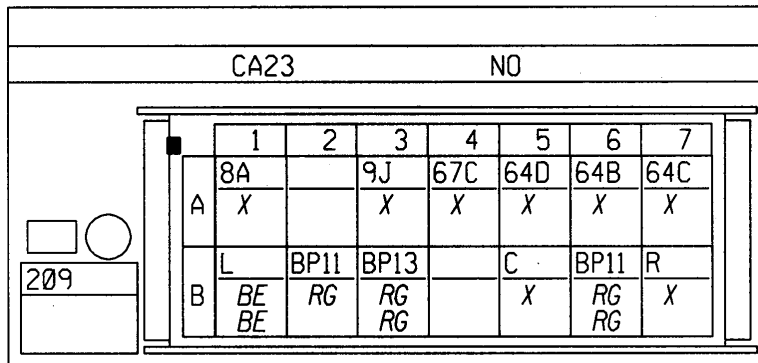 CA23 NO
1 2 3 4 5 6 7
A 8A 9J 67C 64D 64B 64C
X X X X X X
209
B L BP11 BP13 C BP11 R
BE RG RG X RG X
BE RG RG